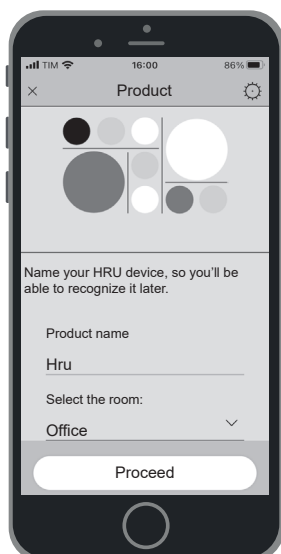 TIM 16:00 86%
× Product
Name your HRU device, so you'll be
able to recognize it later.
Product name
Hru
Select the room:
Office
Proceed